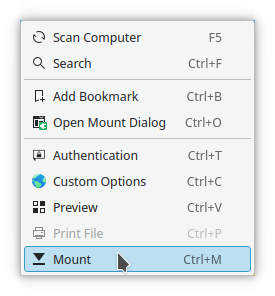 Scan Computer F5
Search Ctrl+F
Add Bookmark Ctrl+B
Open Mount Dialog Ctrl+O
Authentication Ctrl+T
Custom Options Ctrl+C
Preview Ctrl+V
Print File Ctrl+P
Mount Ctrl+M